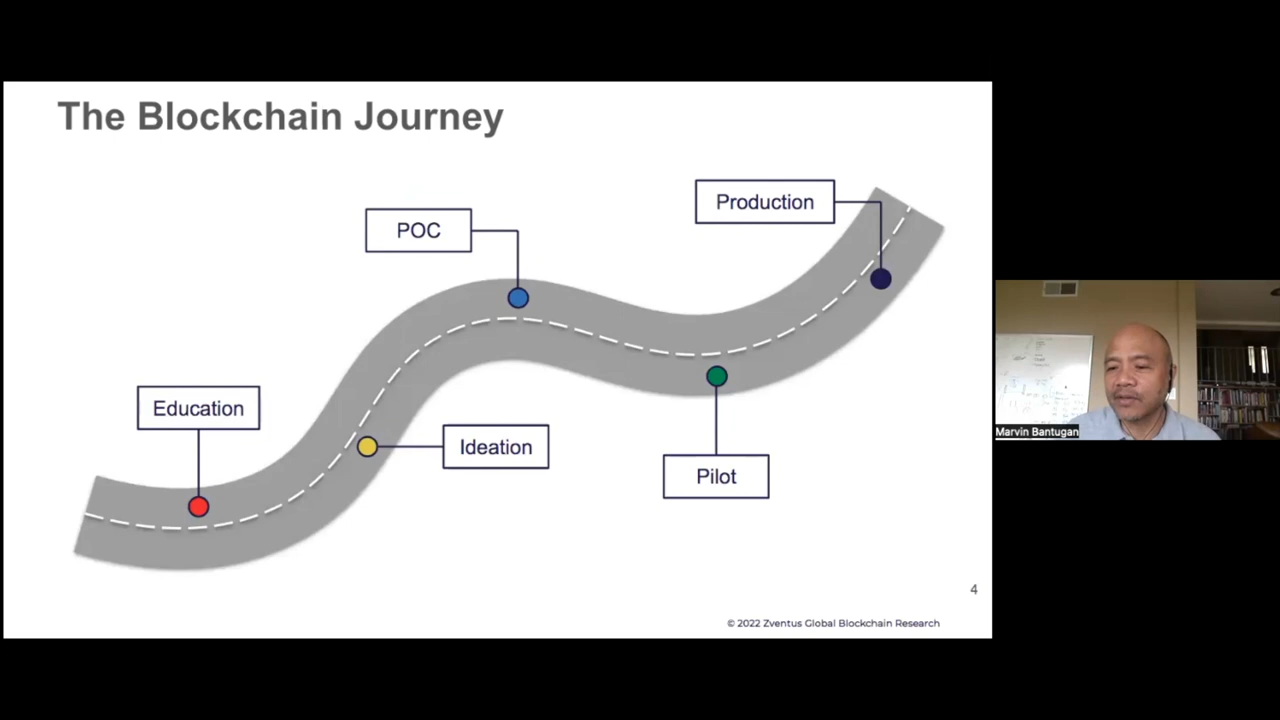 The Blockchain Journey
Production
POC
Education
Ideation
Pilot
4
© 2022 Zventus Global Blockchain Research
Marvin Bantugan